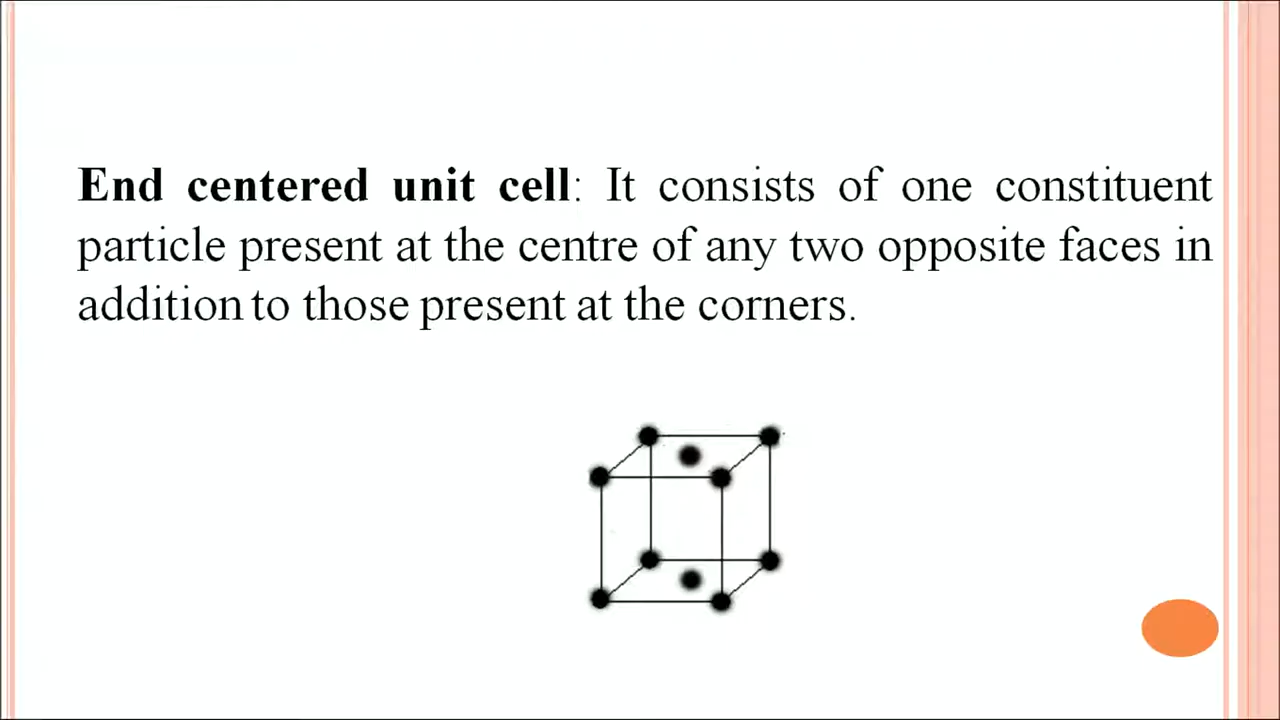 End centered unit cell: It consists of one constituent
particle present at the centre of any two opposite faces in
addition to those present at the corners.